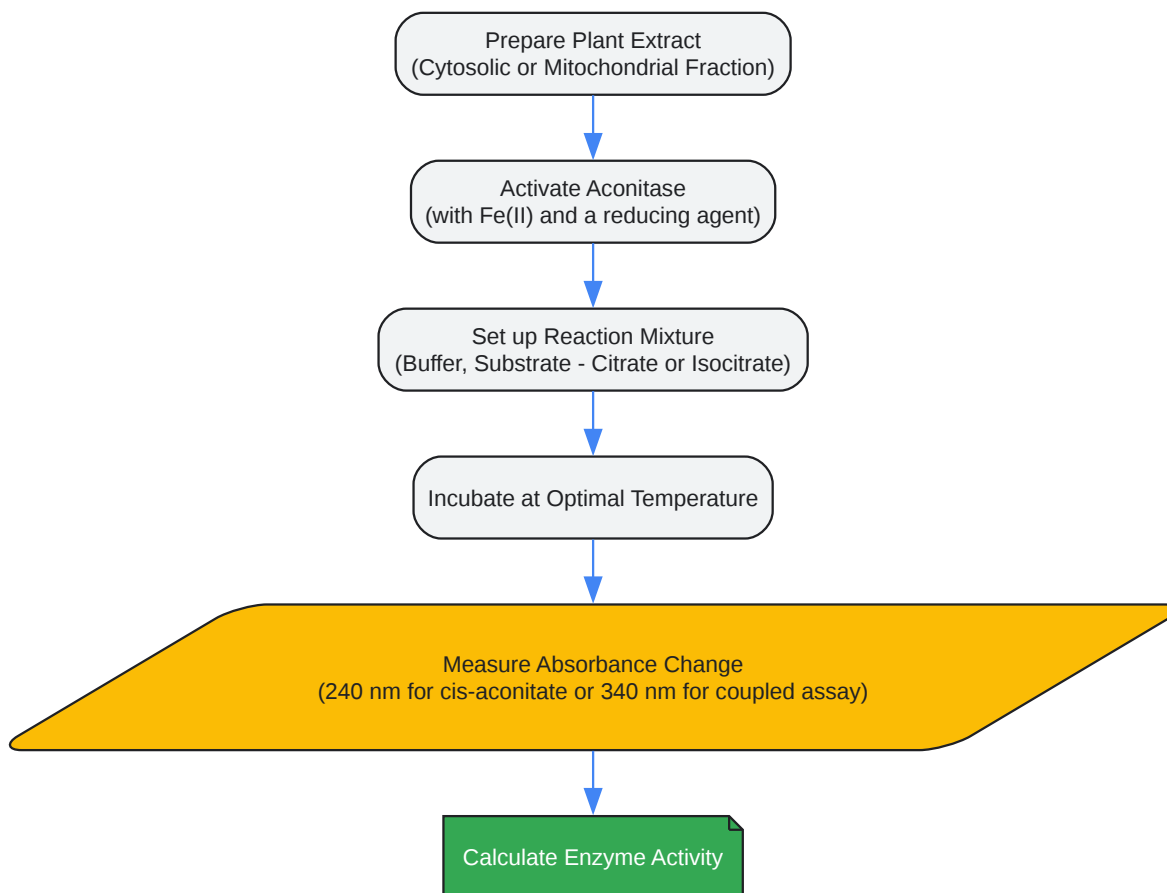 Prepare Plant Extract
(Cytosolic or Mitochondrial Fraction)
Activate Aconitase
(with Fe(II) and a reducing agent)
Set up Reaction Mixture
(Buffer, Substrate - Citrate or Isocitrate)
Incubate at Optimal Temperature
Measure Absorbance Change
(240 nm for cis-aconitate or 340 nm for coupled assay)
Calculate Enzyme Activity